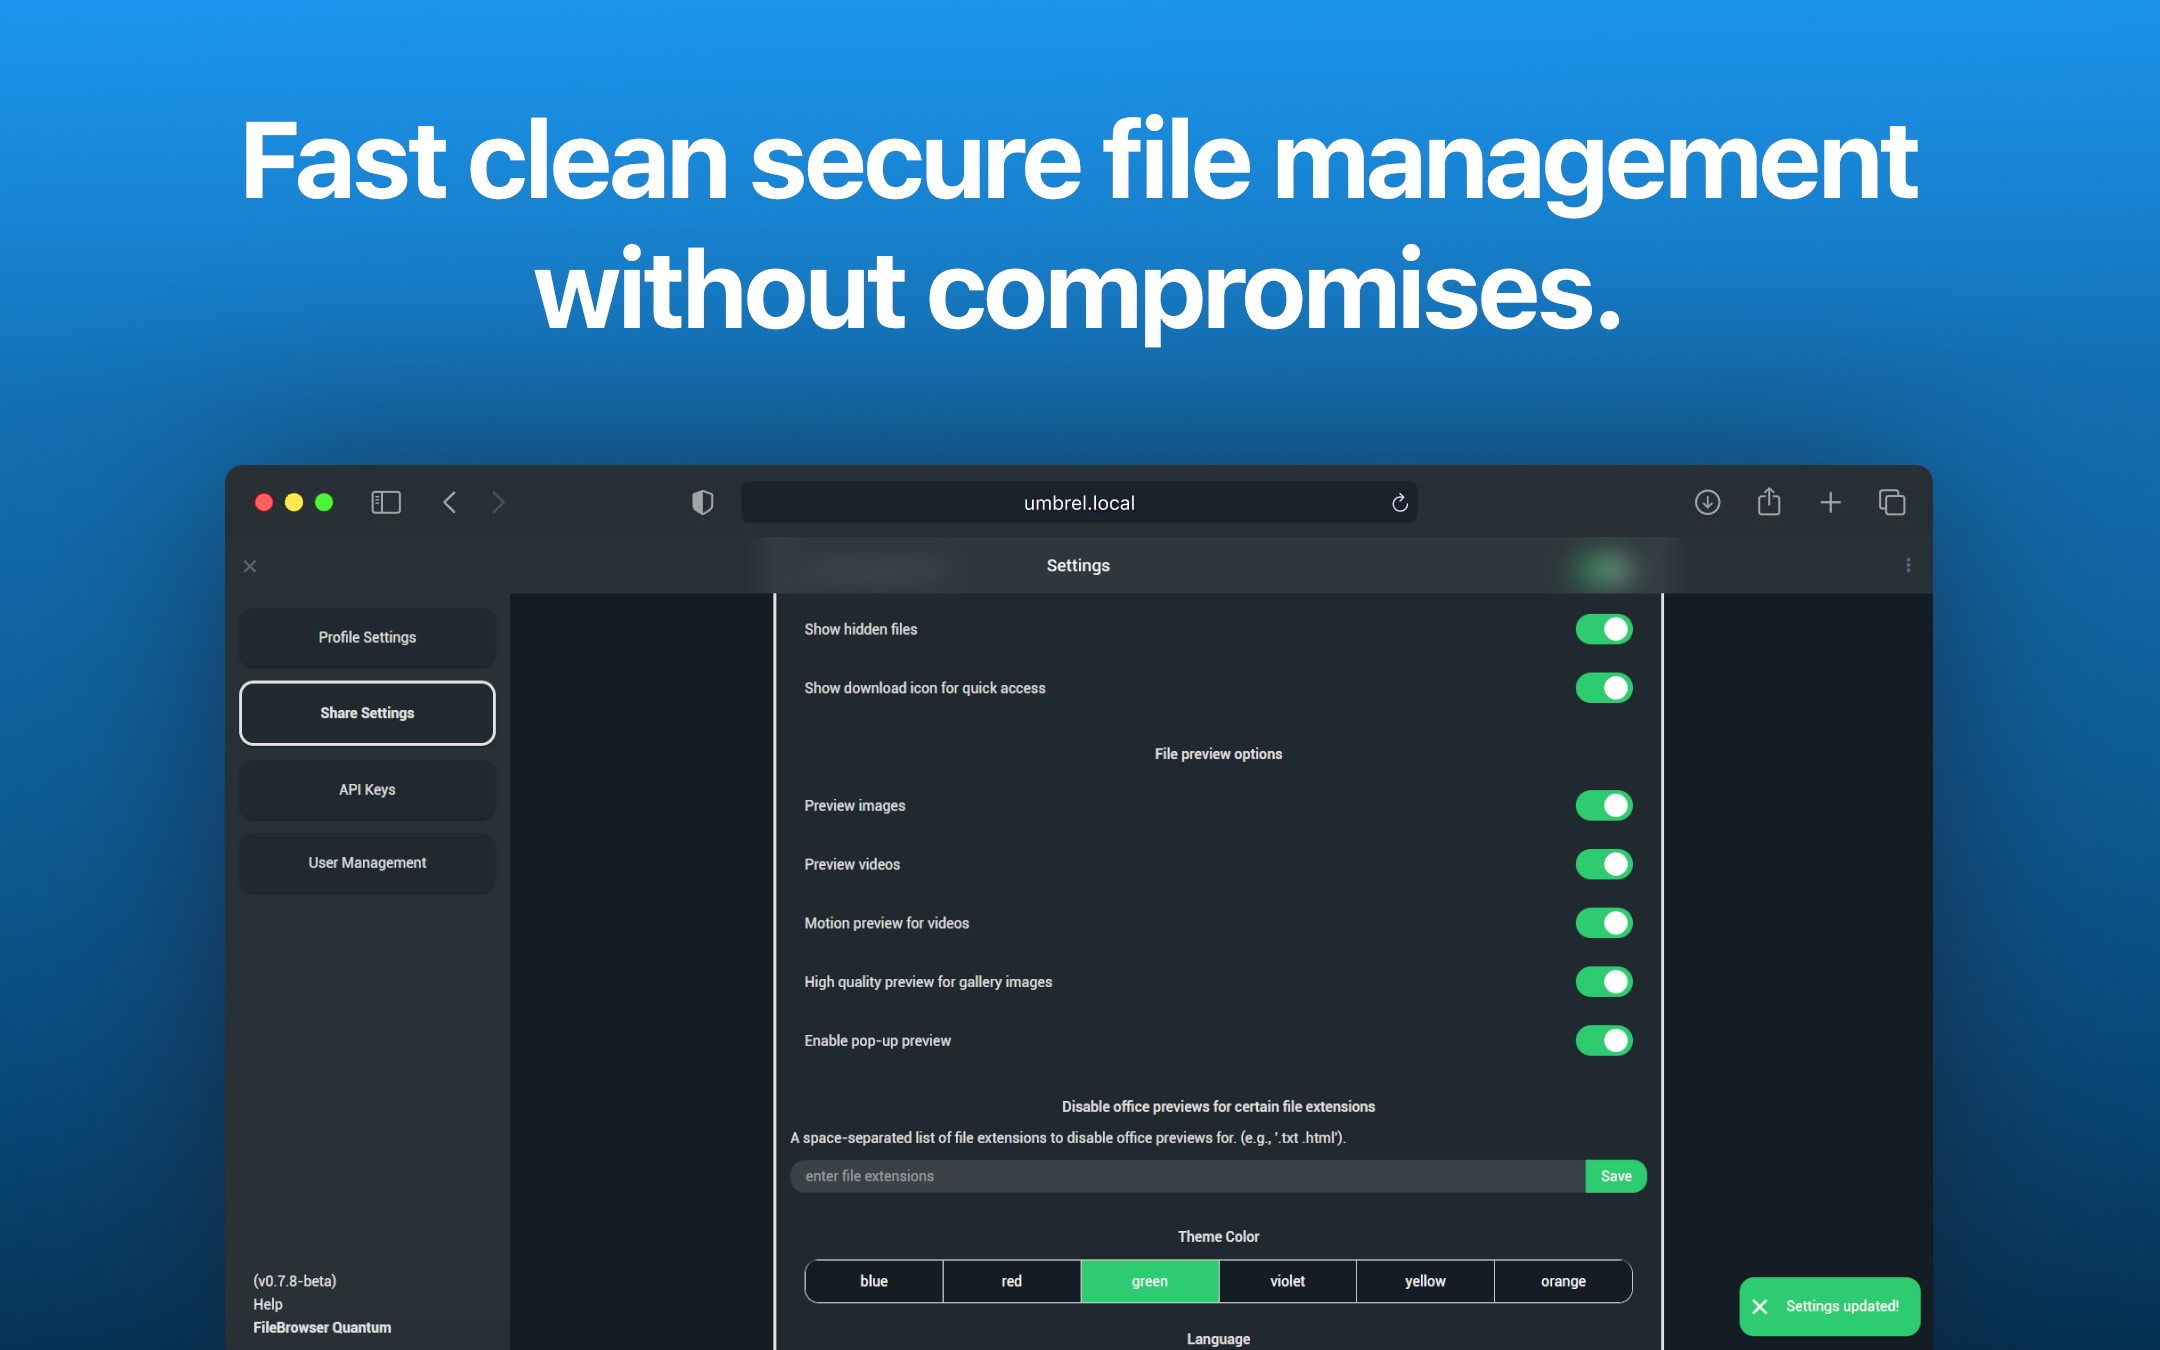 Fast clean secure file management
without compromises.
umbrel.local
Settings
Profile Settings
Share Settings
API Keys
User Management
(v0.7.8-beta)
Help
FileBrowser Quantum
Show hidden files
Show download icon for quick access
File preview options
Preview images
Preview videos
Motion preview for videos
High quality preview for gallery images
Enable pop-up preview
Disable office previews for certain file extensions
A space-separated list of file extensions to disable office previews for. (e.g., '.txt .html').
enter file extensions
Save
Theme Color
blue
red
green
violet
yellow
orange
Language
Settings updated!